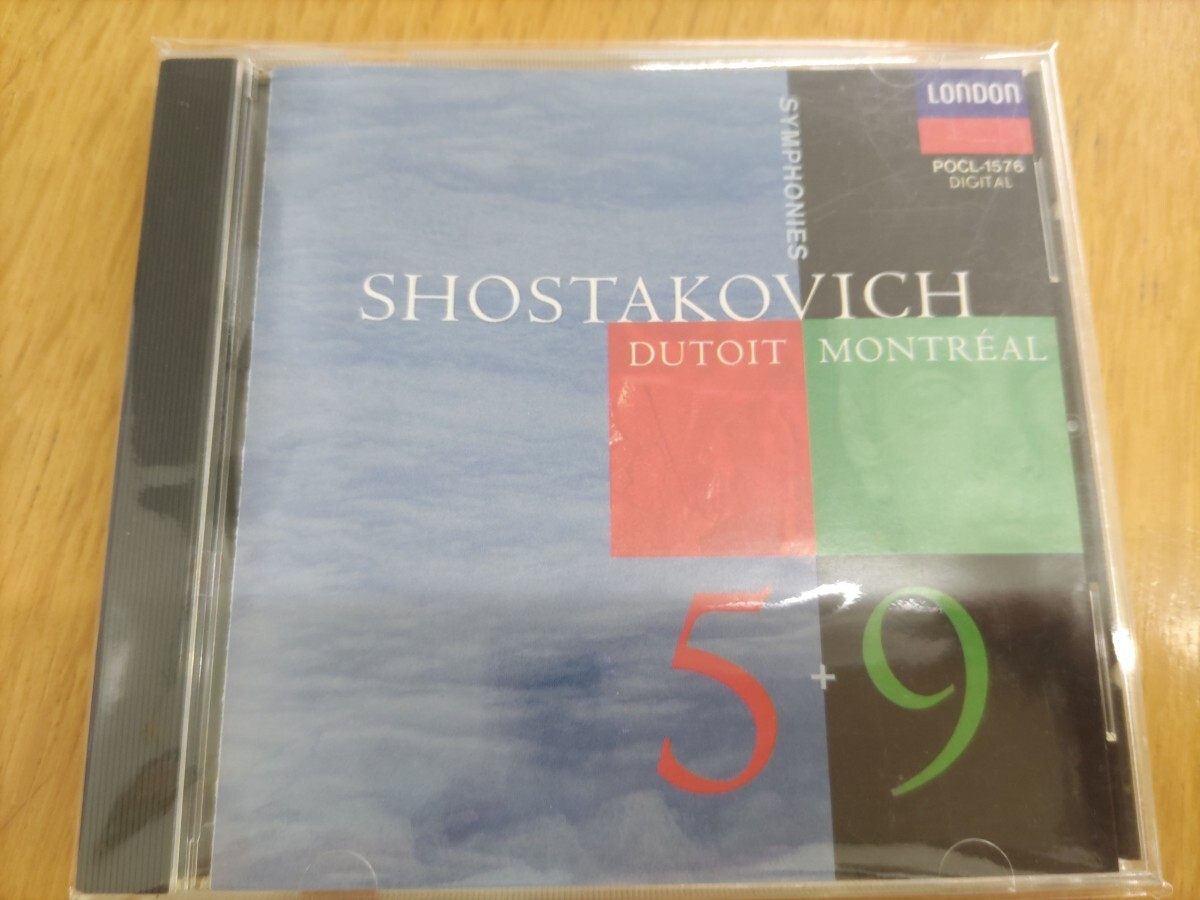 LONDON
POCL-1576
DIGITAL
SYMPHONIES
SHOSTAKOVICH
DUTOIT
MONTRÉAL
5 + 9